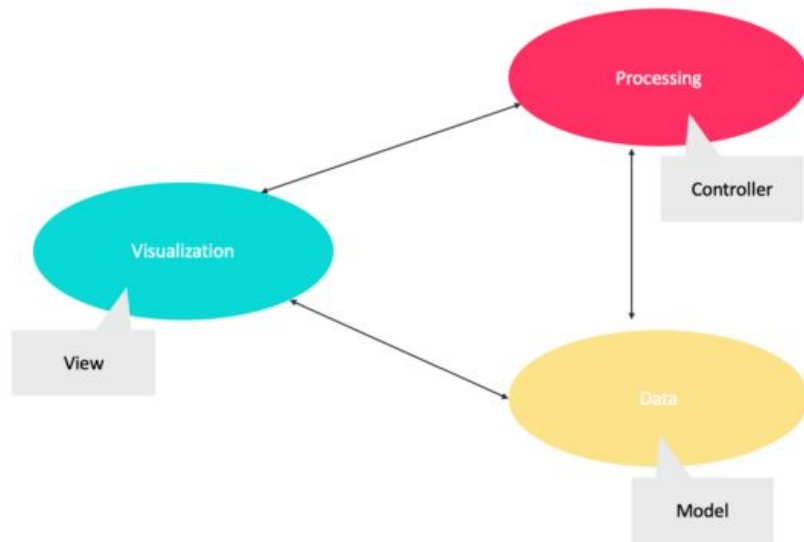 Processing
Controller
Visualization
View
Data
Model